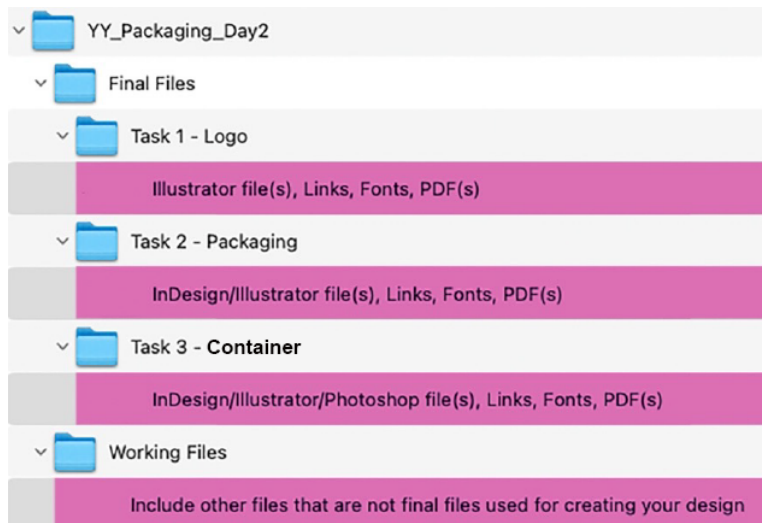 YY_Packaging_Day2
Final Files
Task 1 - Logo
Illustrator file(s), Links, Fonts, PDF(s)
Task 2 - Packaging
InDesign/Illustrator file(s), Links, Fonts, PDF(s)
Task 3 - Container
InDesign/Illustrator/Photoshop file(s), Links, Fonts, PDF(s)
Working Files
Include other files that are not final files used for creating your design